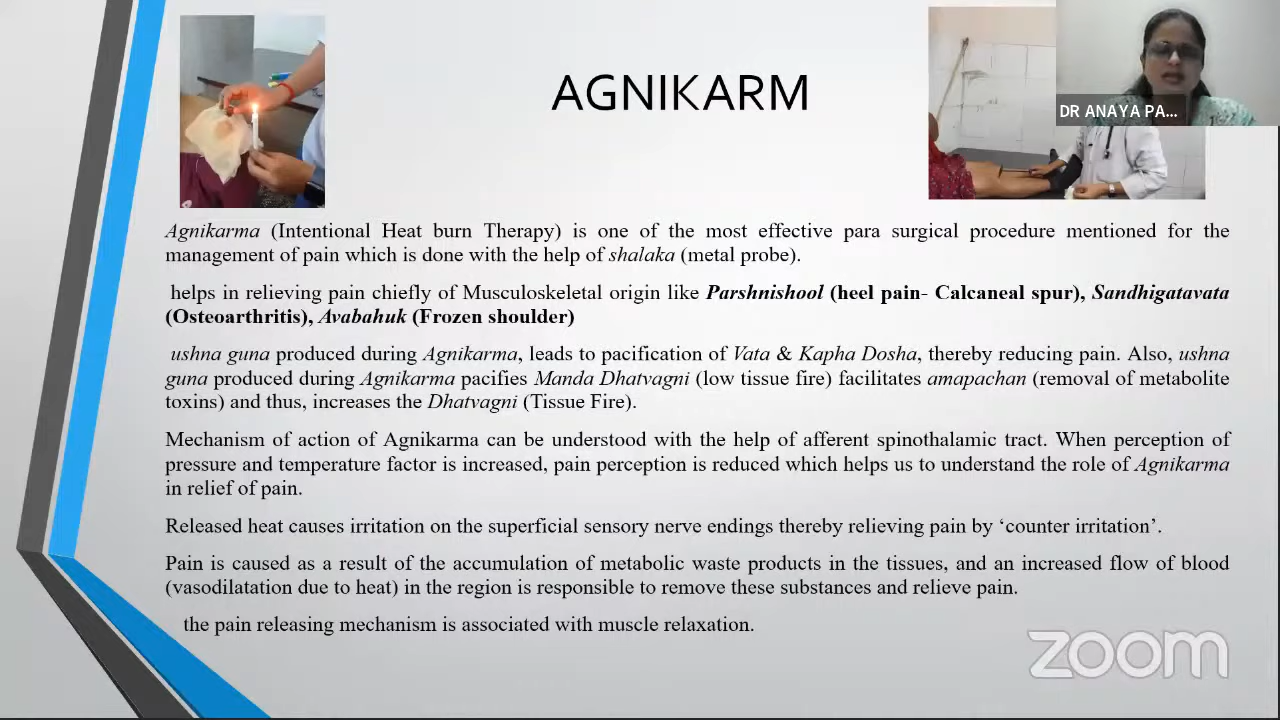 AGNIKARM
DR ANAYA PA...
Agnikarma (Intentional Heat burn Therapy) is one of the most effective para surgical procedure mentioned for the
management of pain which is done with the help of shalaka (metal probe).
helps in relieving pain chiefly of Musculoskeletal origin like Parshnishool (heel pain- Calcaneal spur), Sandhigatavata
(Osteoarthritis), Avabahuk (Frozen shoulder)
ushna guna produced during Agnikarma, leads to pacification of Vata & Kapha Dosha, thereby reducing pain. Also, ushna
guna produced during Agnikarma pacifies Manda Dhatvagni (low tissue fire) facilitates amapachan (removal of metabolite
toxins) and thus, increases the Dhatvagni (Tissue Fire).
Mechanism of action of Agnikarma can be understood with the help of afferent spinothalamic tract. When perception of
pressure and temperature factor is increased, pain perception is reduced which helps us to understand the role of Agnikarma
in relief of pain.
Released heat causes irritation on the superficial sensory nerve endings thereby relieving pain by ‘counter irritation’.
Pain is caused as a result of the accumulation of metabolic waste products in the tissues, and an increased flow of blood
(vasodilatation due to heat) in the region is responsible to remove these substances and relieve pain.
the pain releasing mechanism is associated with muscle relaxation.
zoom